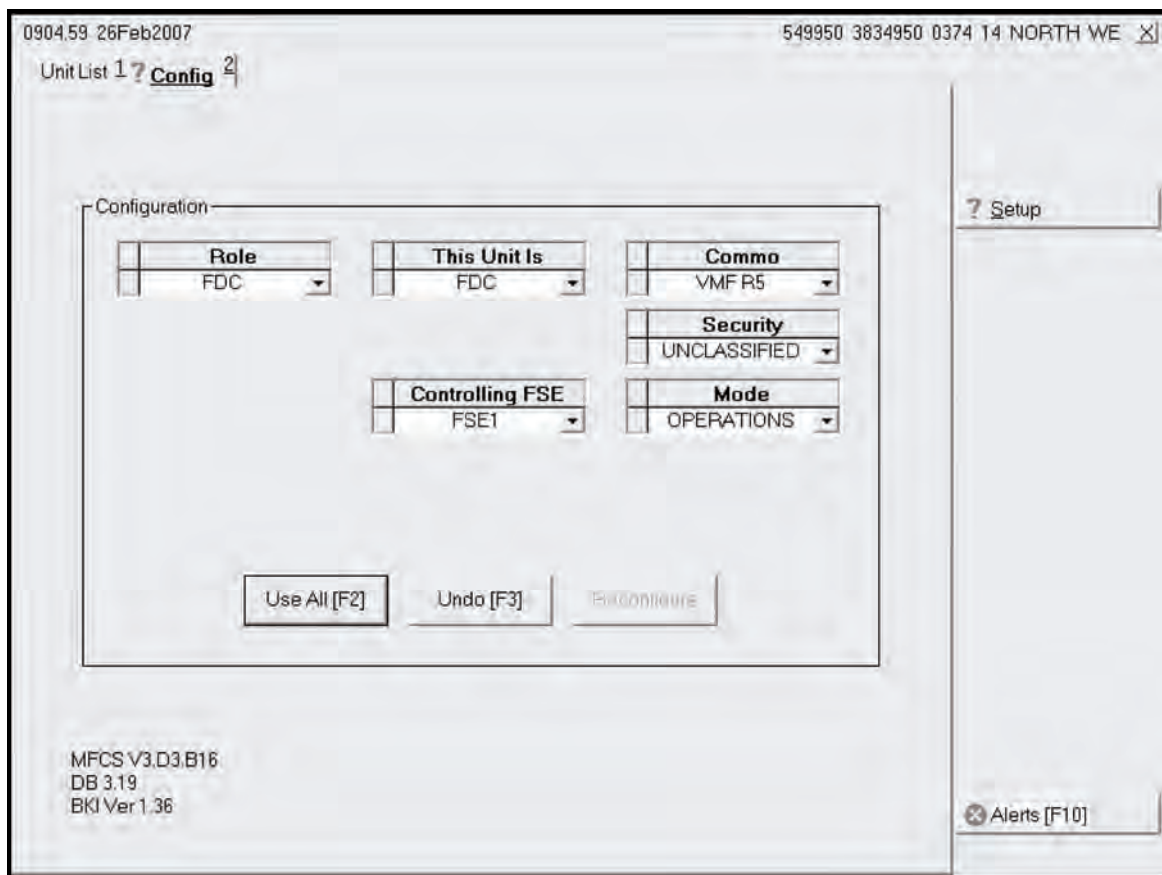 0904.59 26Feb2007 549950 3834950 0374 14 NORTH WE X
Unit List 1 ? Config 2
Configuration
? Setup
Role This Unit Is Commo
FDC FDC VMF R5
Security
UNCLASSIFIED
Controlling FSE Mode
FSE1 OPERATIONS
Use All [F2] Undo [F3] Reconfigure
MFCS V3.D3.B16
DB 3.19
BKI Ver 1.36
Alerts [F10]